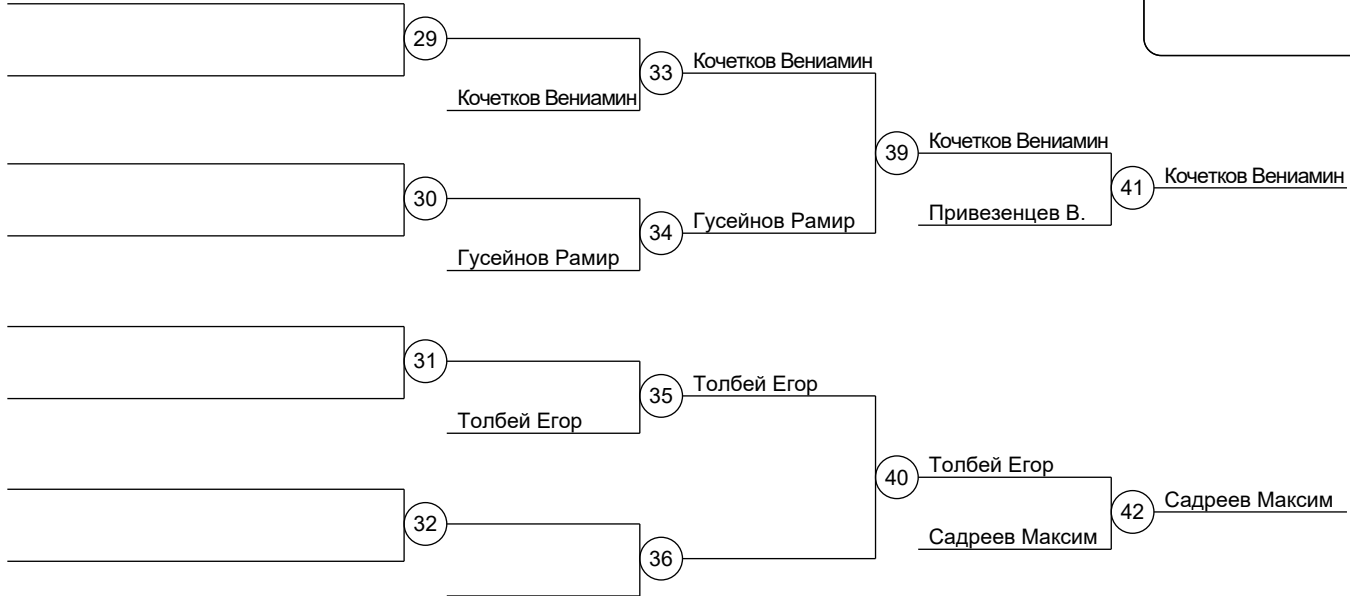 29
33
Кочетков Вениамин
Кочетков Вениамин
39
Кочетков Вениамин
41
Кочетков Вениамин
30
34
Гусейнов Рамир
Привезенцев В.
Гусейнов Рамир
31
35
Толбей Егор
Толбей Егор
40
Толбей Егор
42
Садреев Максим
32
36
Садреев Максим